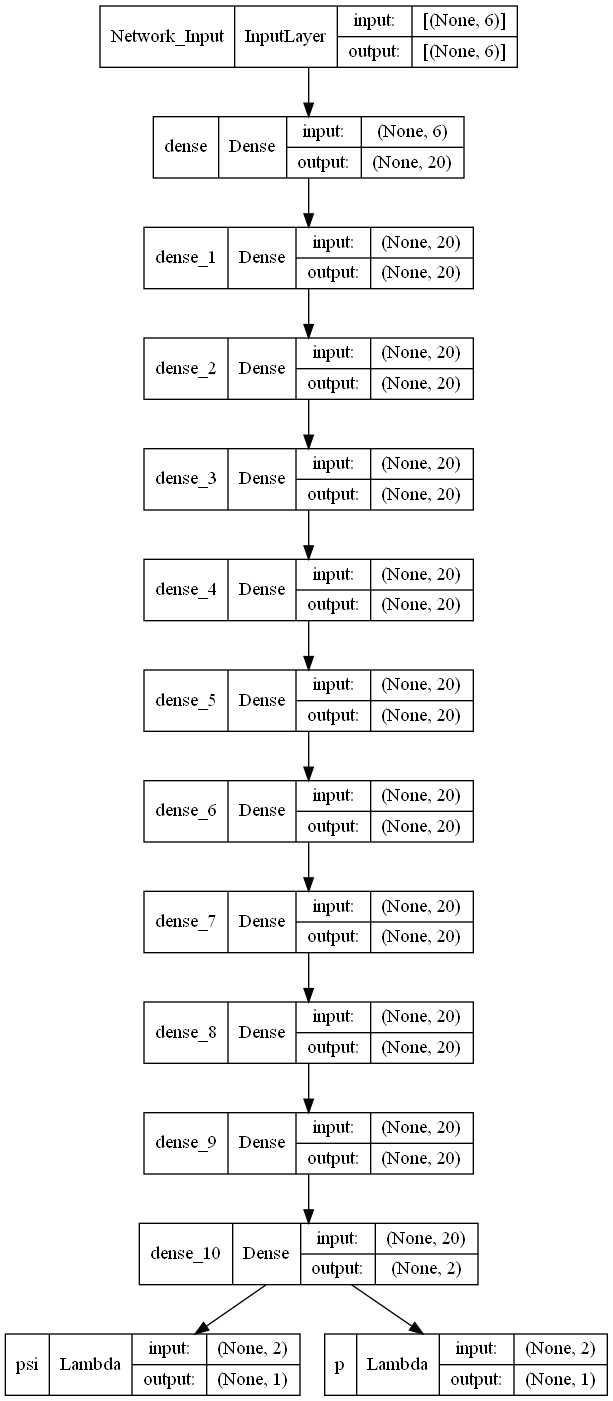 Network_Input InputLayer input: [(None, 6)]
output: [(None, 6)]
dense Dense input: (None, 6)
output: (None, 20)
dense_1 Dense input: (None, 20)
output: (None, 20)
dense_2 Dense input: (None, 20)
output: (None, 20)
dense_3 Dense input: (None, 20)
output: (None, 20)
dense_4 Dense input: (None, 20)
output: (None, 20)
dense_5 Dense input: (None, 20)
output: (None, 20)
dense_6 Dense input: (None, 20)
output: (None, 20)
dense_7 Dense input: (None, 20)
output: (None, 20)
dense_8 Dense input: (None, 20)
output: (None, 20)
dense_9 Dense input: (None, 20)
output: (None, 20)
dense_10 Dense input: (None, 20)
output: (None, 2)
psi Lambda input: (None, 2)
output: (None, 1)
p Lambda input: (None, 2)
output: (None, 1)